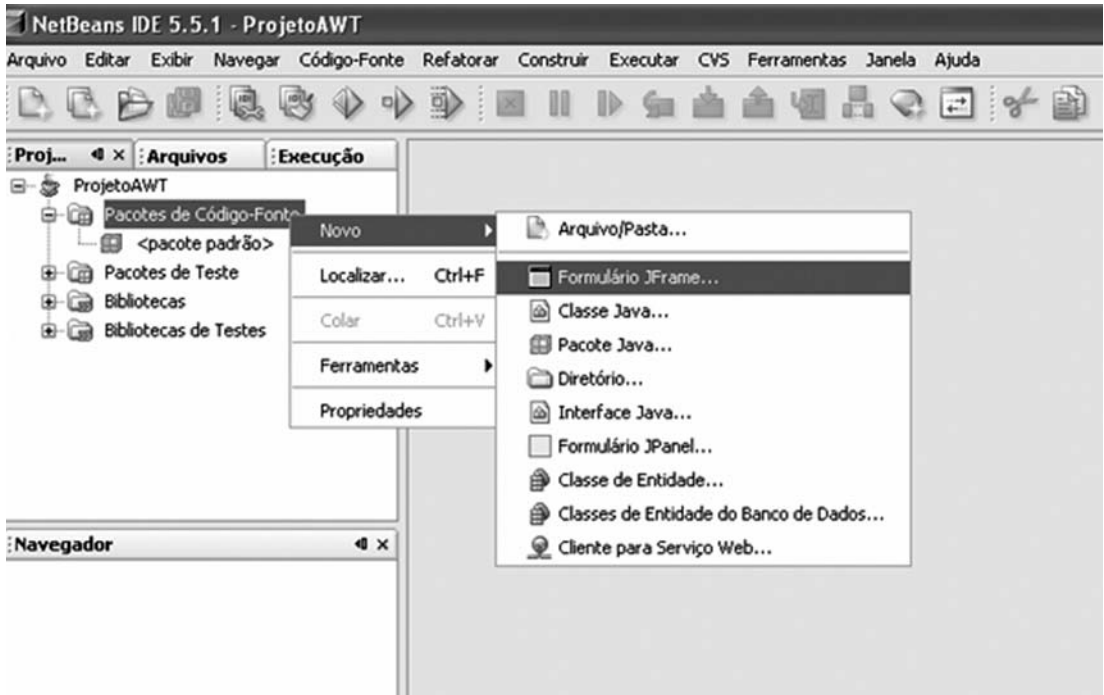 NetBeans IDE 5.5.1 - ProjetoAWT
Arquivo Editar Exibir Navegar Código-Fonte Refatorar Construir Executar CVS Ferramentas Janela Ajuda
Proj... Arquivos Execução
ProjetoAWT
Pacotes de Código-Fonte
<pacote padrão>
Pacotes de Teste
Bibliotecas
Bibliotecas de Testes
Novo
Localizar... Ctrl+F
Colar Ctrl+V
Ferramentas
Propriedades
Arquivo/Pasta...
Formulário JFrame...
Classe Java...
Pacote Java...
Diretório...
Interface Java...
Formulário JPanel...
Classe de Entidade...
Classes de Entidade do Banco de Dados...
Cliente para Serviço Web...
Navegador